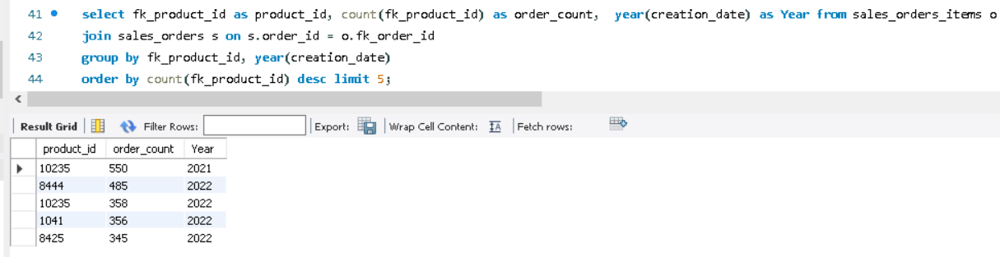 41 select fk_product_id as product_id, count(fk_product_id) as order_count, year(creation_date) as Year from sales_orders_items o
42 join sales_orders s on s.order_id = o.fk_order_id
43 group by fk_product_id, year(creation_date)
44 order by count(fk_product_id) desc limit 5;
Result Grid Filter Rows: Export: Wrap Cell Content: IA Fetch rows:
product_id order_count Year
10235 550 2021
8444 485 2022
10235 358 2022
1041 356 2022
8425 345 2022